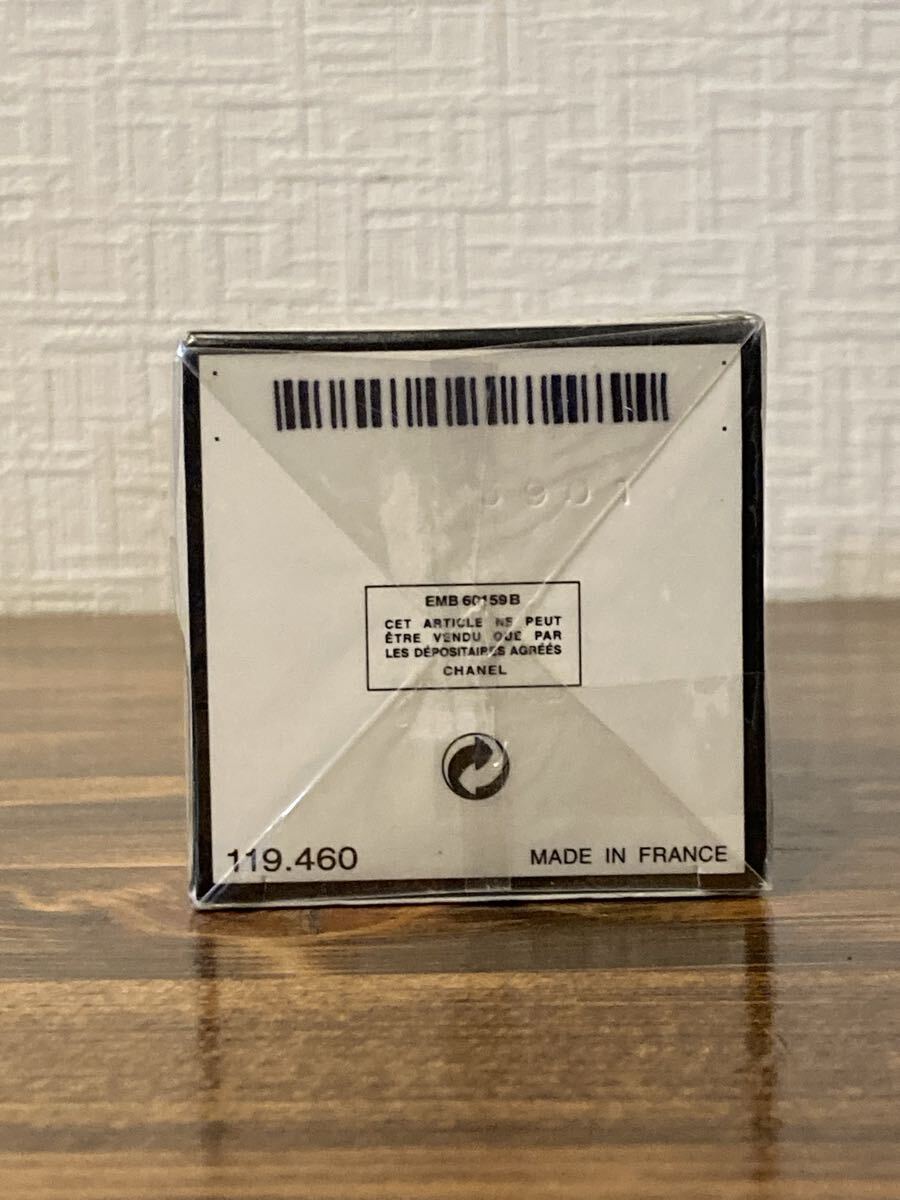 EMB 60159B
CET ARTICLE NE PEUT
ÊTRE VENDU QUE PAR
LES DÉPOSITAIRES AGRÉÉS
CHANEL
119.460
MADE IN FRANCE